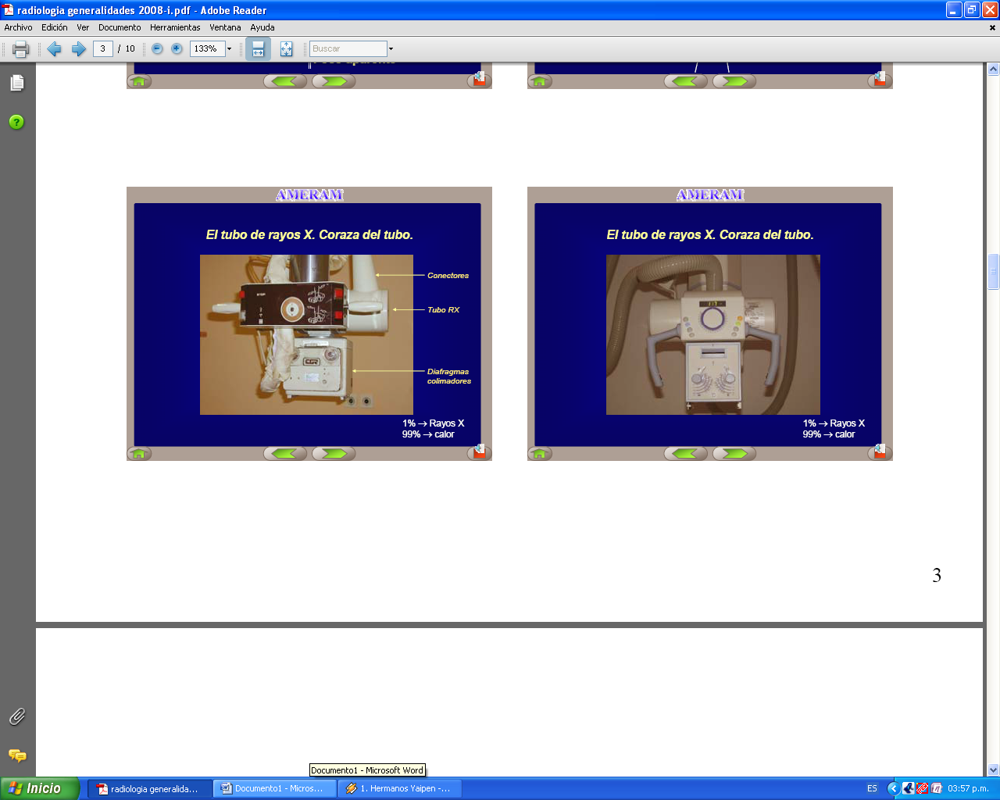 radiologia generalidades 2008-i.pdf - Adobe Reader
Archivo Edición Ver Documento Herramientas Ventana Ayuda
3 / 10 133% Buscar
AMERAM
El tubo de rayos X. Coraza del tubo.
Conectores
Tubo RX
Diafragmas
colimadores
1% → Rayos X
99% → calor
AMERAM
El tubo de rayos X. Coraza del tubo.
1% → Rayos X
99% → calor
3
Documento1 - Microsoft Word
Inicio radiologia generalida... Documento1 - Micros... 1. Hermanos Yaipen -... ES 03:57 p.m.